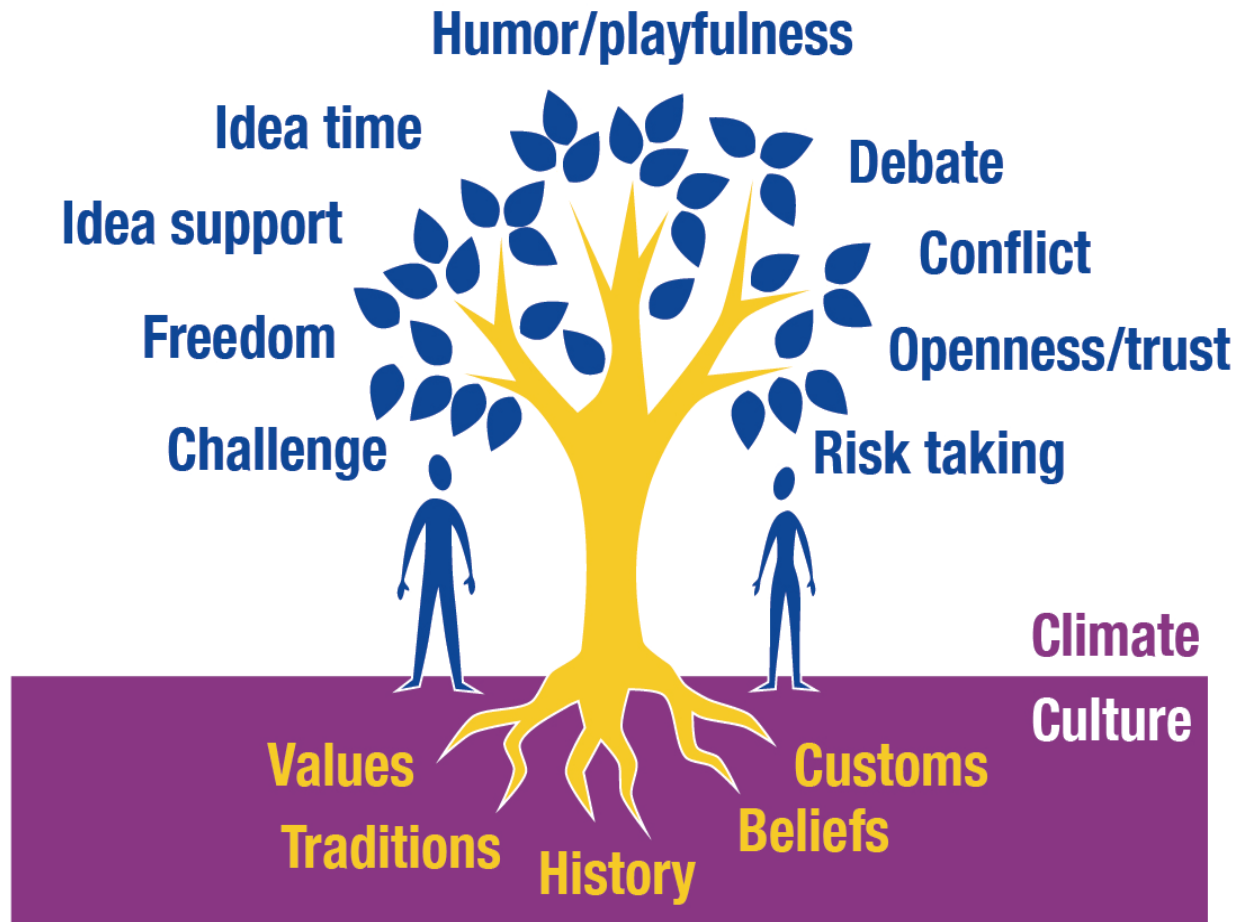 Humor/playfulness
Idea time
Debate
Idea support
Conflict
Freedom
Openness/trust
Challenge
Risk taking
Climate
Culture
Values
Customs
Traditions
Beliefs
History